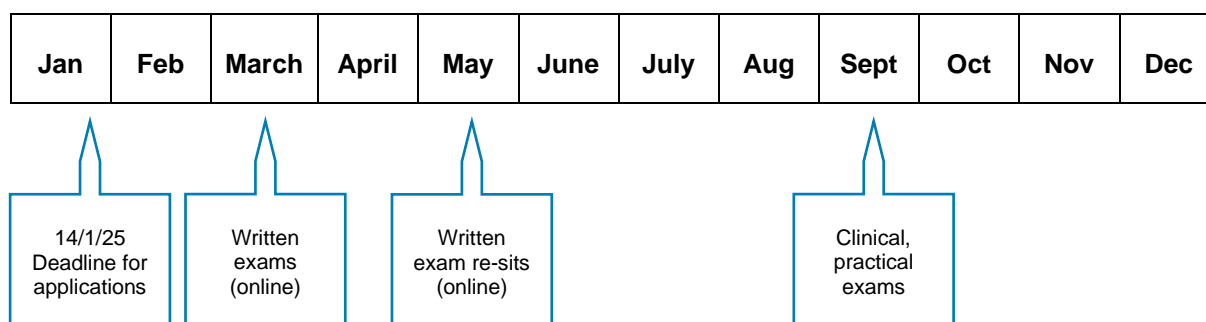 Jan Feb March April May June July Aug Sept Oct Nov Dec
14/1/25
Deadline for
applications
Written
exams
(online)
Written
exam re-sits
(online)
Clinical,
practical
exams